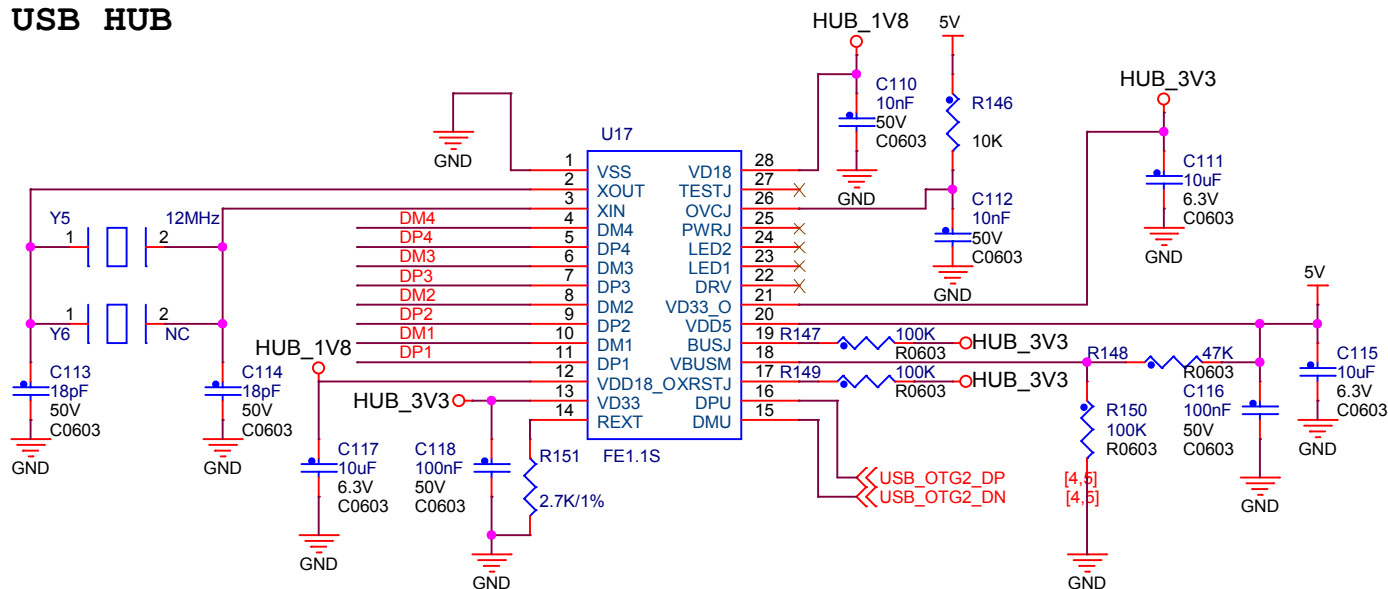 USB HUB
HUB_1V8
5V
HUB_3V3
C110
10nF
50V
C0603
GND
R146
10K
C111
10uF
6.3V
C0603
GND
GND
U17
1 VSS VD18 28
2 XOUT TESTJ 27
3 XIN OVCJ 26
4 DM4 PWRJ 25
5 DP4 LED2 24
6 DM3 LED1 23
7 DP3 DRV 22
8 DM2 VD33_O 21
9 DP2 VDD5 20
10 DM1 BUSJ 19
11 DP1 VBUSM 18
12 VDD18_O XRSTJ 17
13 VD33 DPU 16
14 REXT DMU 15
FE1.1S
DM4
DP4
DM3
DP3
DM2
DP2
DM1
DP1
C112
10nF
50V
C0603
GND
Y5 12MHz
1 2
1 2
Y6 NC
C113
18pF
50V
C0603
GND
C114
18pF
50V
C0603
GND
HUB_1V8
HUB_3V3
C117
10uF
6.3V
C0603
GND
C118
100nF
50V
C0603
GND
R151
2.7K/1%
R147 100K
R0603
HUB_3V3
R149 100K
R0603
HUB_3V3
R148 47K
R0603
5V
C115
10uF
6.3V
C0603
GND
C116
100nF
50V
C0603
GND
R150
100K
R0603
GND
USB_OTG2_DP [4,5]
USB_OTG2_DN [4,5]